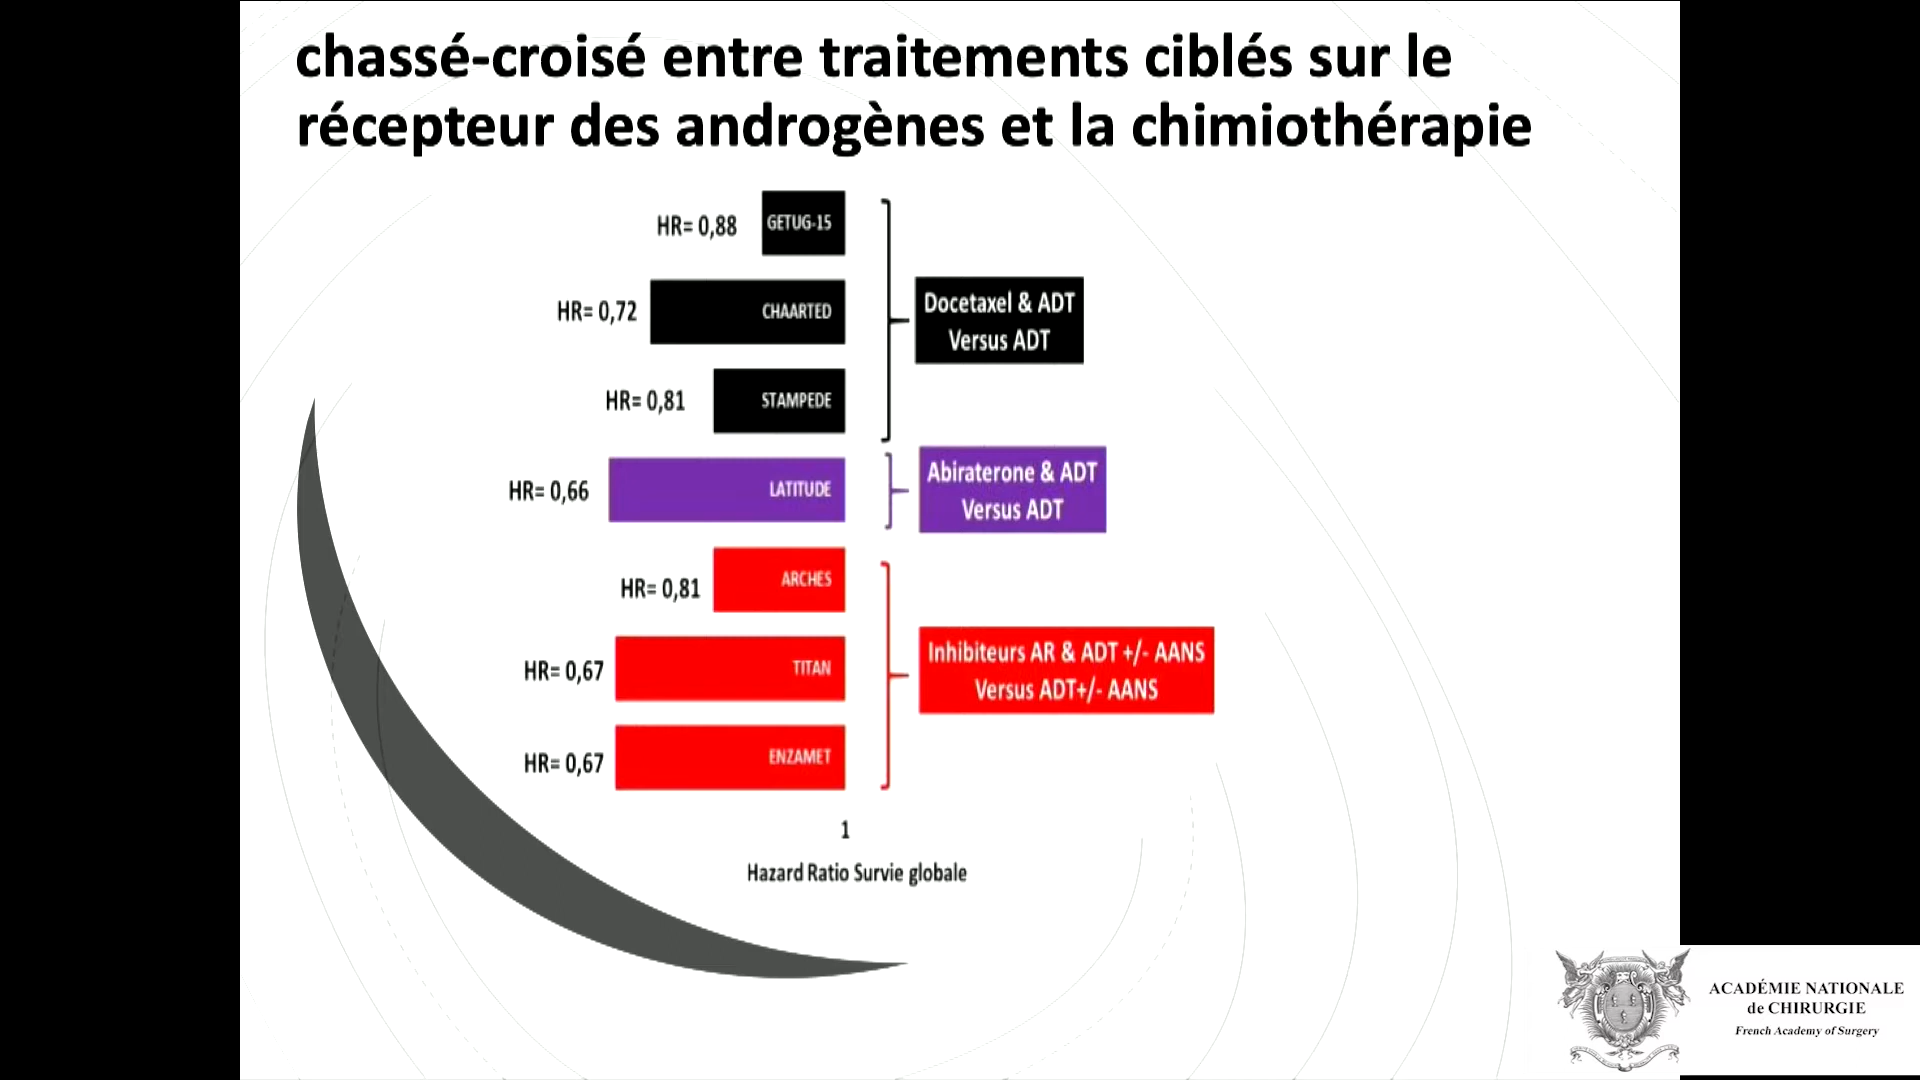 chassé-croisé entre traitements ciblés sur le
récepteur des androgènes et la chimiothérapie
HR= 0,88
GETUG-15
HR= 0,72
CHAARTED
HR= 0,81
STAMPEDE
Docetaxel & ADT
Versus ADT
HR= 0,66
LATITUDE
Abiraterone & ADT
Versus ADT
HR= 0,81
ARCHES
HR= 0,67
TITAN
HR= 0,67
ENZAMET
Inhibiteurs AR & ADT +/- AANS
Versus ADT+/- AANS
1
Hazard Ratio Survie globale
ACADÉMIE NATIONALE
de CHIRURGIE
French Academy of Surgery